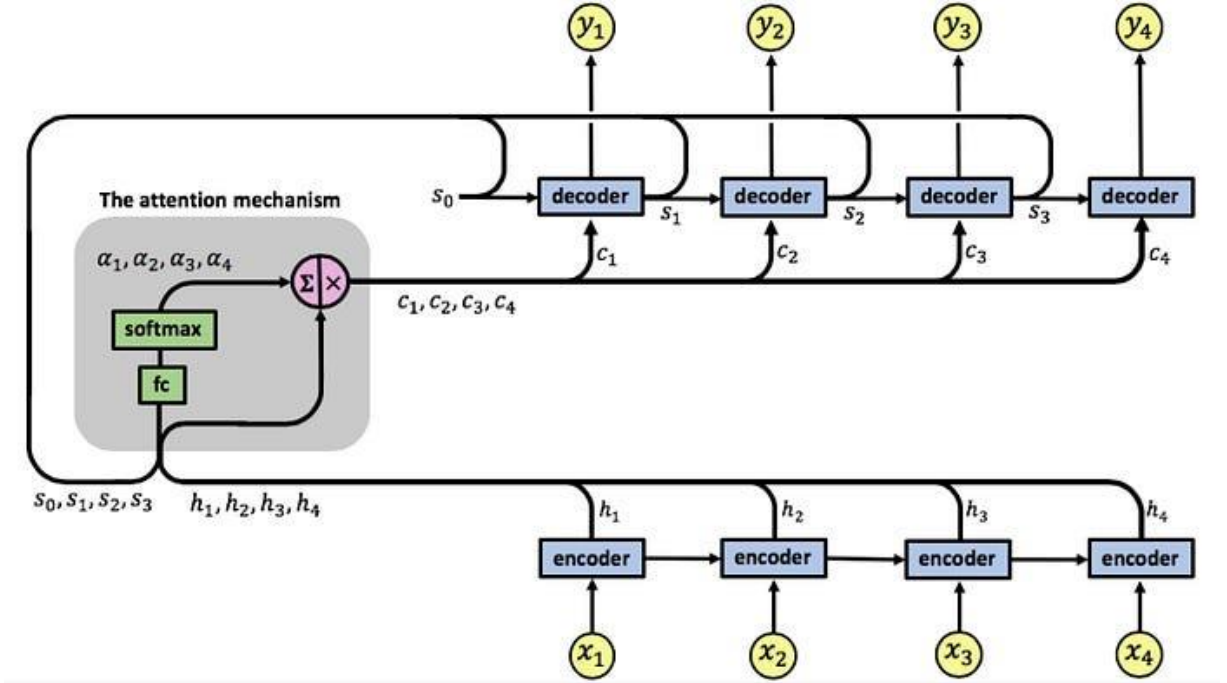 y₁ y₂ y₃ y₄
The attention mechanism
s₀ decoder s₁ decoder s₂ decoder s₃ decoder
α₁, α₂, α₃, α₄
c₁ c₂ c₃ c₄
Σ ×
c₁, c₂, c₃, c₄
softmax
fc
s₀, s₁, s₂, s₃ h₁, h₂, h₃, h₄
h₁ h₂ h₃ h₄
encoder encoder encoder encoder
x₁ x₂ x₃ x₄